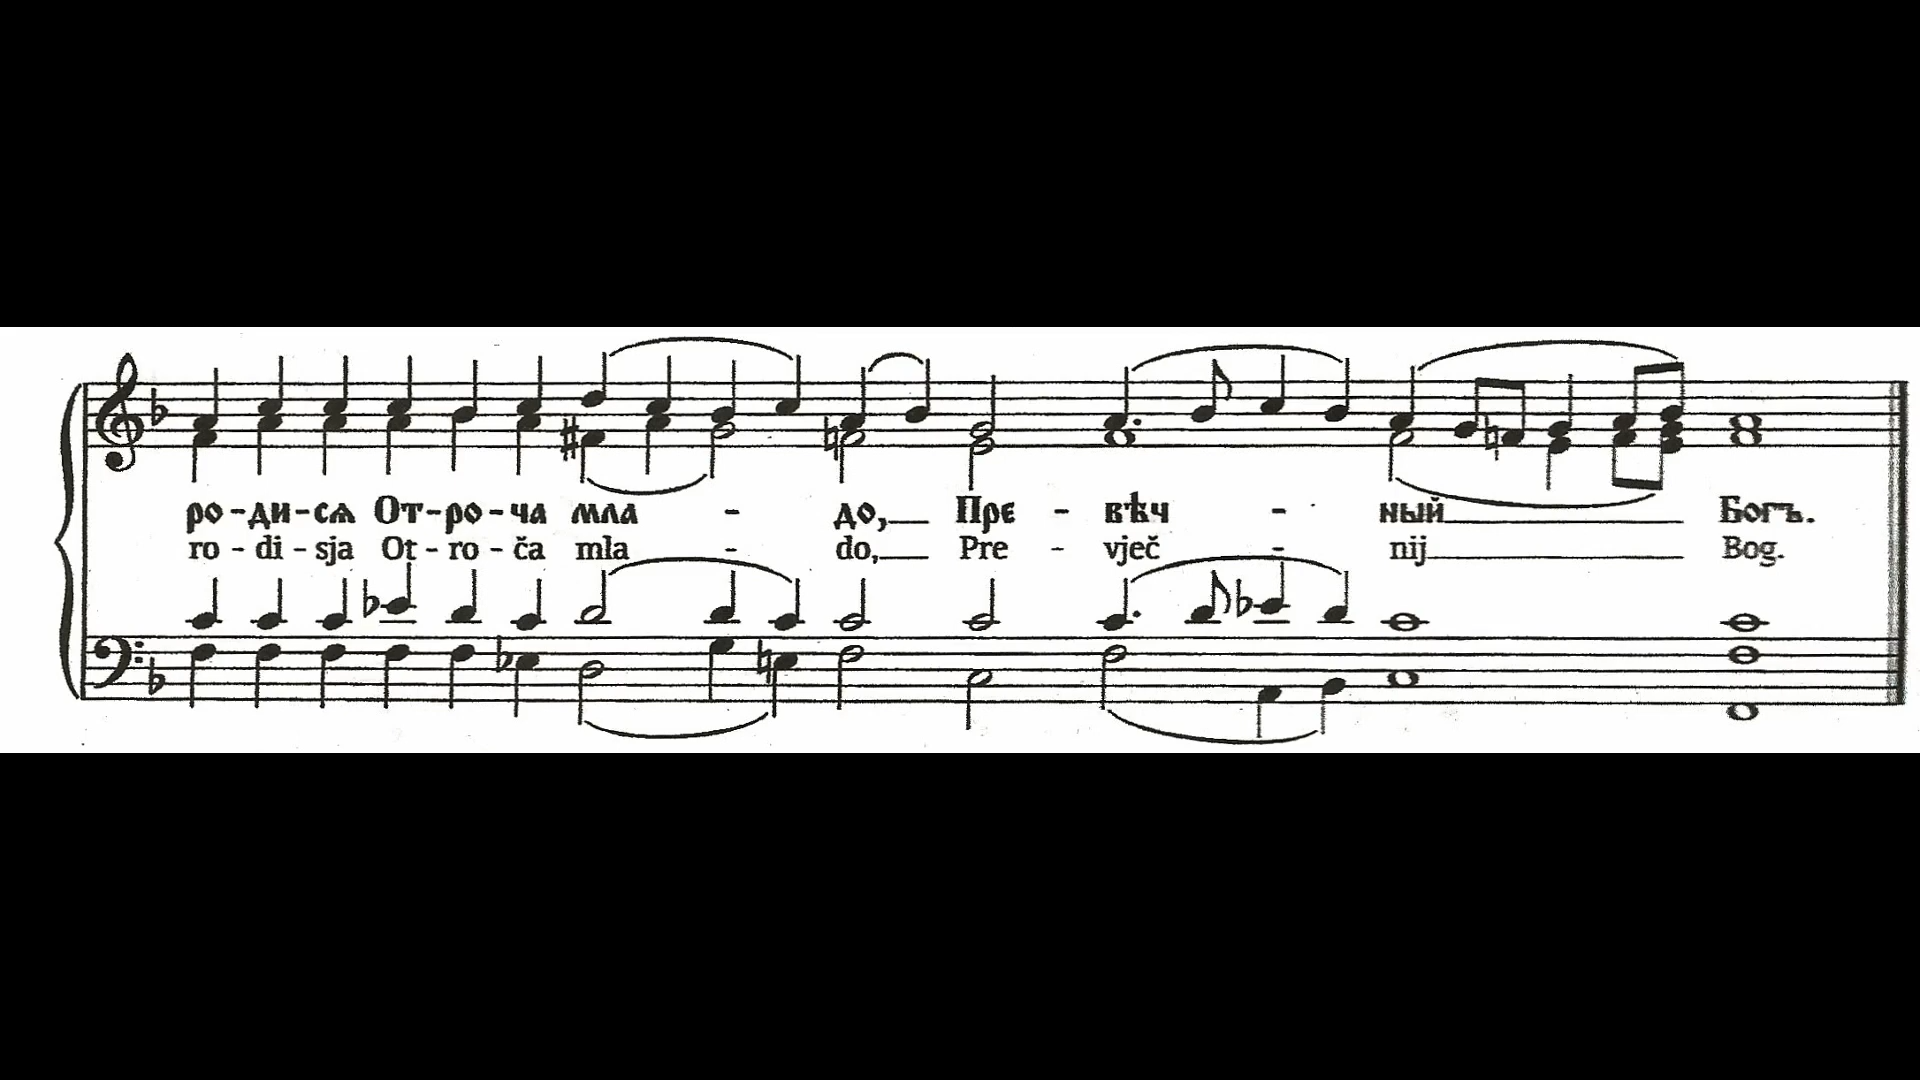 ро-ди-сѧ От-ро-ча мла - до, Пре - вѣч - ный Богъ.
ro - di - sja Ot - ro - ča mla - do, Pre - vječ - nij Bog.